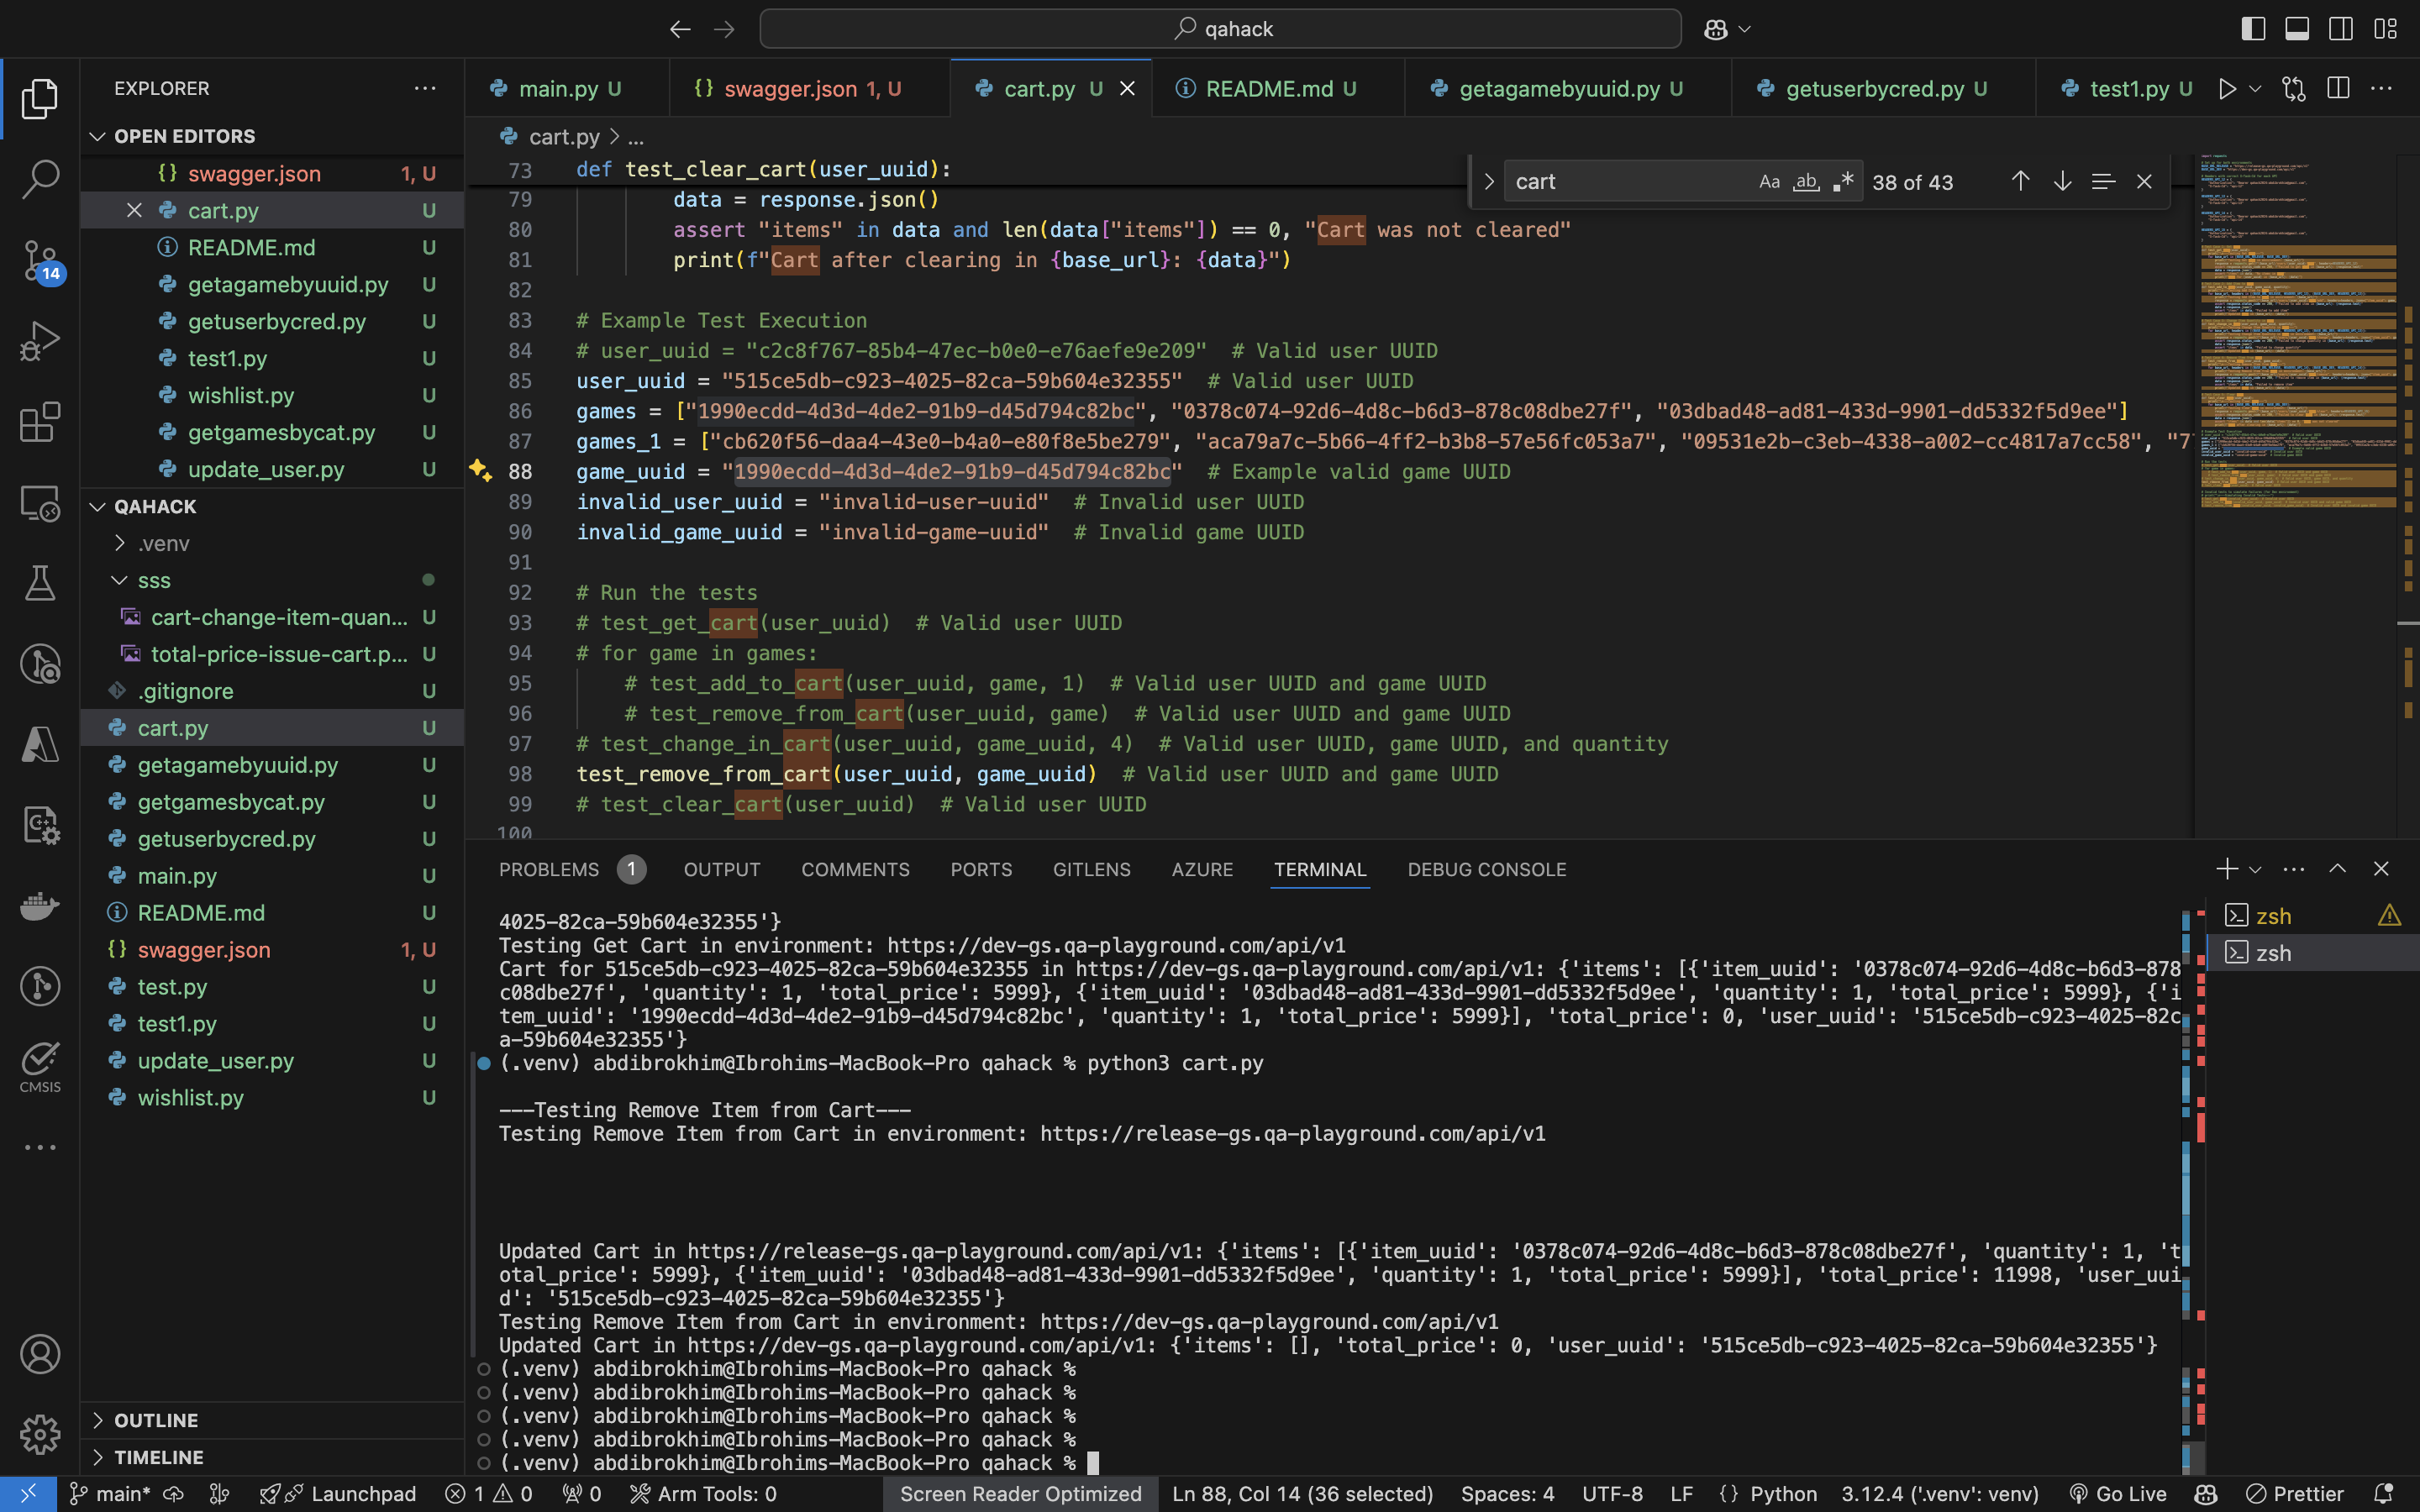 qahack
EXPLORER
OPEN EDITORS
swagger.json 1, U
cart.py U
README.md U
getagamebyuuid.py U
getuserbycred.py U
test1.py U
wishlist.py U
getgamesbycat.py U
update_user.py U
QAHACK
.venv
sss
cart-change-item-quan... U
total-price-issue-cart.p... U
.gitignore U
cart.py U
getagamebyuuid.py U
getgamesbycat.py U
getuserbycred.py U
main.py U
README.md U
swagger.json 1, U
test.py U
test1.py U
update_user.py U
wishlist.py U
OUTLINE
TIMELINE
14
CMSIS
main.py U
swagger.json 1, U
cart.py U
README.md U
getagamebyuuid.py U
getuserbycred.py U
test1.py U
cart.py > ...
cart
Aa ab .*
38 of 43
73 def test_clear_cart(user_uuid):
79 data = response.json()
80 assert "items" in data and len(data["items"]) == 0, "Cart was not cleared"
81 print(f"Cart after clearing in {base_url}: {data}")
82
83 # Example Test Execution
84 # user_uuid = "c2c8f767-85b4-47ec-b0e0-e76aefe9e209"  # Valid user UUID
85 user_uuid = "515ce5db-c923-4025-82ca-59b604e32355"  # Valid user UUID
86 games = ["1990ecdd-4d3d-4de2-91b9-d45d794c82bc", "0378c074-92d6-4d8c-b6d3-878c08dbe27f", "03dbad48-ad81-433d-9901-dd5332f5d9ee"]
87 games_1 = ["cb620f56-daa4-43e0-b4a0-e80f8e5be279", "aca79a7c-5b66-4ff2-b3b8-57e56fc053a7", "09531e2b-c3eb-4338-a002-cc4817a7cc58", "7
88 game_uuid = "1990ecdd-4d3d-4de2-91b9-d45d794c82bc"  # Example valid game UUID
89 invalid_user_uuid = "invalid-user-uuid"  # Invalid user UUID
90 invalid_game_uuid = "invalid-game-uuid"  # Invalid game UUID
91
92 # Run the tests
93 # test_get_cart(user_uuid)  # Valid user UUID
94 # for game in games:
95 # test_add_to_cart(user_uuid, game, 1)  # Valid user UUID and game UUID
96 # test_remove_from_cart(user_uuid, game)  # Valid user UUID and game UUID
97 # test_change_in_cart(user_uuid, game_uuid, 4)  # Valid user UUID, game UUID, and quantity
98 test_remove_from_cart(user_uuid, game_uuid)  # Valid user UUID and game UUID
99 # test_clear_cart(user_uuid)  # Valid user UUID
100
PROBLEMS 1 OUTPUT COMMENTS PORTS GITLENS AZURE TERMINAL DEBUG CONSOLE
4025-82ca-59b604e32355'}
Testing Get Cart in environment: https://dev-gs.qa-playground.com/api/v1
Cart for 515ce5db-c923-4025-82ca-59b604e32355 in https://dev-gs.qa-playground.com/api/v1: {'items': [{'item_uuid': '0378c074-92d6-4d8c-b6d3-878
c08dbe27f', 'quantity': 1, 'total_price': 5999}, {'item_uuid': '03dbad48-ad81-433d-9901-dd5332f5d9ee', 'quantity': 1, 'total_price': 5999}, {'i
tem_uuid': '1990ecdd-4d3d-4de2-91b9-d45d794c82bc', 'quantity': 1, 'total_price': 5999}], 'total_price': 0, 'user_uuid': '515ce5db-c923-4025-82c
a-59b604e32355'}
(.venv) abdibrokhim@Ibrohims-MacBook-Pro qahack % python3 cart.py
---Testing Remove Item from Cart---
Testing Remove Item from Cart in environment: https://release-gs.qa-playground.com/api/v1
Updated Cart in https://release-gs.qa-playground.com/api/v1: {'items': [{'item_uuid': '0378c074-92d6-4d8c-b6d3-878c08dbe27f', 'quantity': 1, 't
otal_price': 5999}, {'item_uuid': '03dbad48-ad81-433d-9901-dd5332f5d9ee', 'quantity': 1, 'total_price': 5999}], 'total_price': 11998, 'user_uui
d': '515ce5db-c923-4025-82ca-59b604e32355'}
Testing Remove Item from Cart in environment: https://dev-gs.qa-playground.com/api/v1
Updated Cart in https://dev-gs.qa-playground.com/api/v1: {'items': [], 'total_price': 0, 'user_uuid': '515ce5db-c923-4025-82ca-59b604e32355'}
(.venv) abdibrokhim@Ibrohims-MacBook-Pro qahack %
(.venv) abdibrokhim@Ibrohims-MacBook-Pro qahack %
(.venv) abdibrokhim@Ibrohims-MacBook-Pro qahack %
(.venv) abdibrokhim@Ibrohims-MacBook-Pro qahack %
(.venv) abdibrokhim@Ibrohims-MacBook-Pro qahack %
zsh
zsh
main* Launchpad 1 0 0 Arm Tools: 0 Screen Reader Optimized Ln 88, Col 14 (36 selected) Spaces: 4 UTF-8 LF {} Python 3.12.4 ('.venv': venv) Go Live Prettier